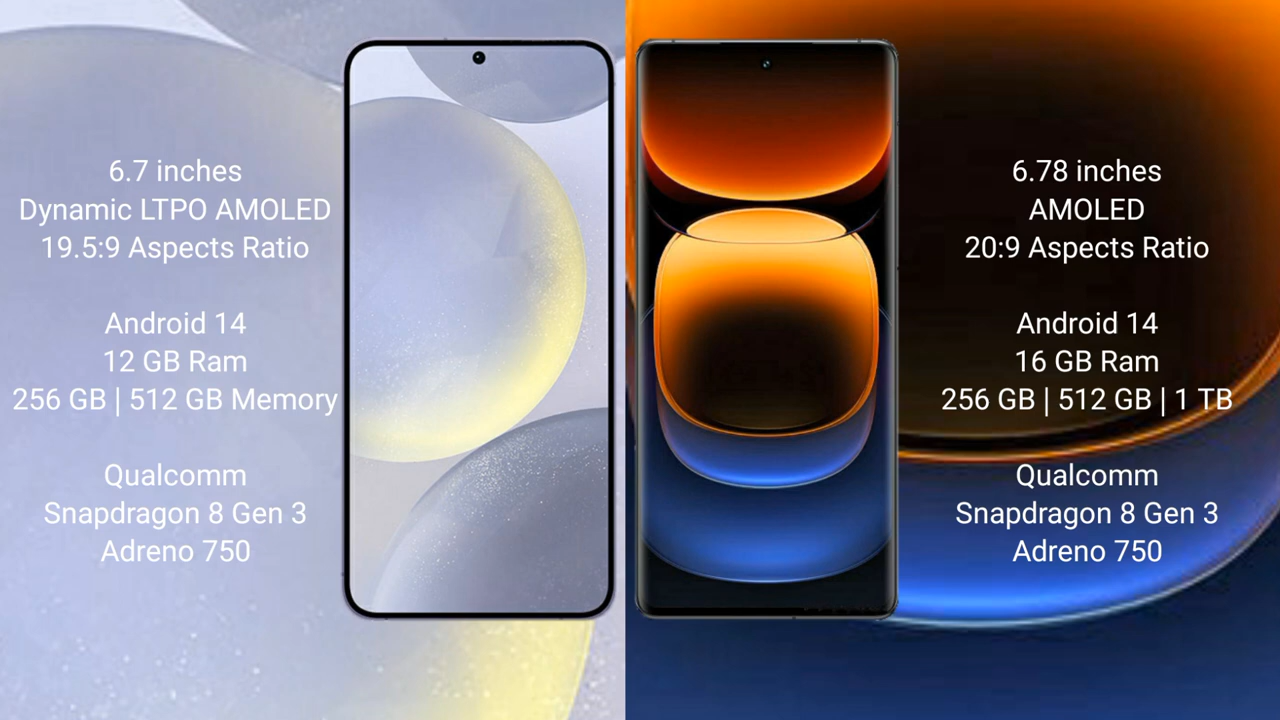 6.7 inches
Dynamic LTPO AMOLED
19.5:9 Aspects Ratio
Android 14
12 GB Ram
256 GB | 512 GB Memory
Qualcomm
Snapdragon 8 Gen 3
Adreno 750
6.78 inches
AMOLED
20:9 Aspects Ratio
Android 14
16 GB Ram
256 GB | 512 GB | 1 TB
Qualcomm
Snapdragon 8 Gen 3
Adreno 750